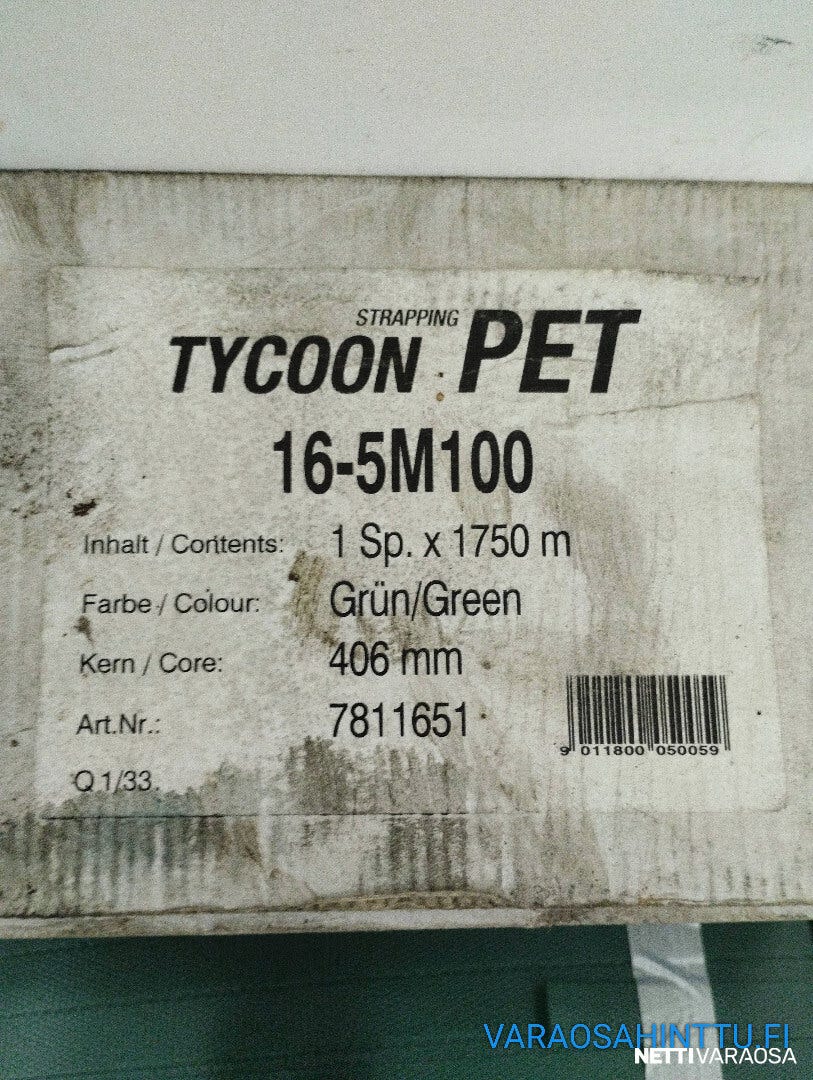 STRAPPING
TYCOON PET
16-5M100
Inhalt / Contents: 1 Sp. x 1750 m
Farbe / Colour: Grün/Green
Kern / Core: 406 mm
Art.Nr.: 7811651
9 011800 050059
Q 1/33
VARAOSAHINTTU.FI
NETTIVARAOSA